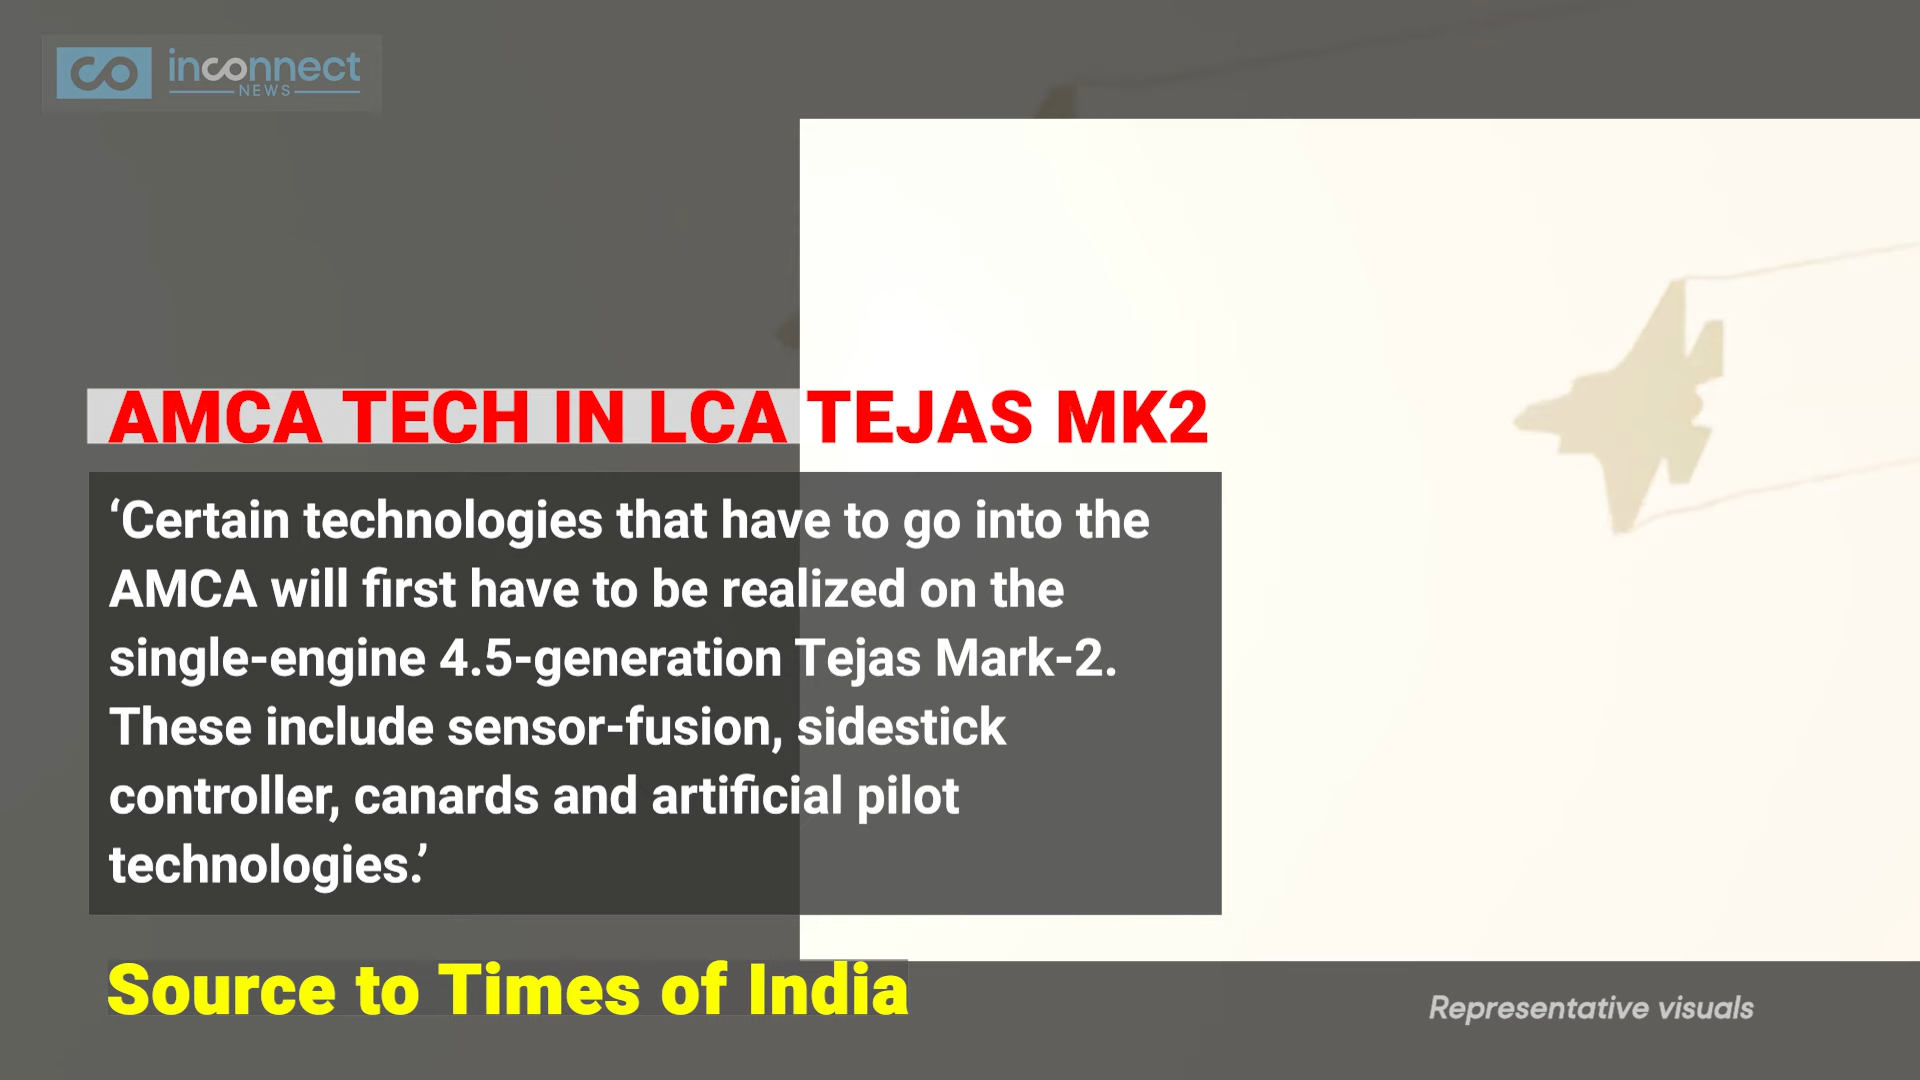 co inconnect
NEWS
AMCA TECH IN LCA TEJAS MK2
‘Certain technologies that have to go into the
AMCA will first have to be realized on the
single-engine 4.5-generation Tejas Mark-2.
These include sensor-fusion, sidestick
controller, canards and artificial pilot
technologies.’
Source to Times of India
Representative visuals